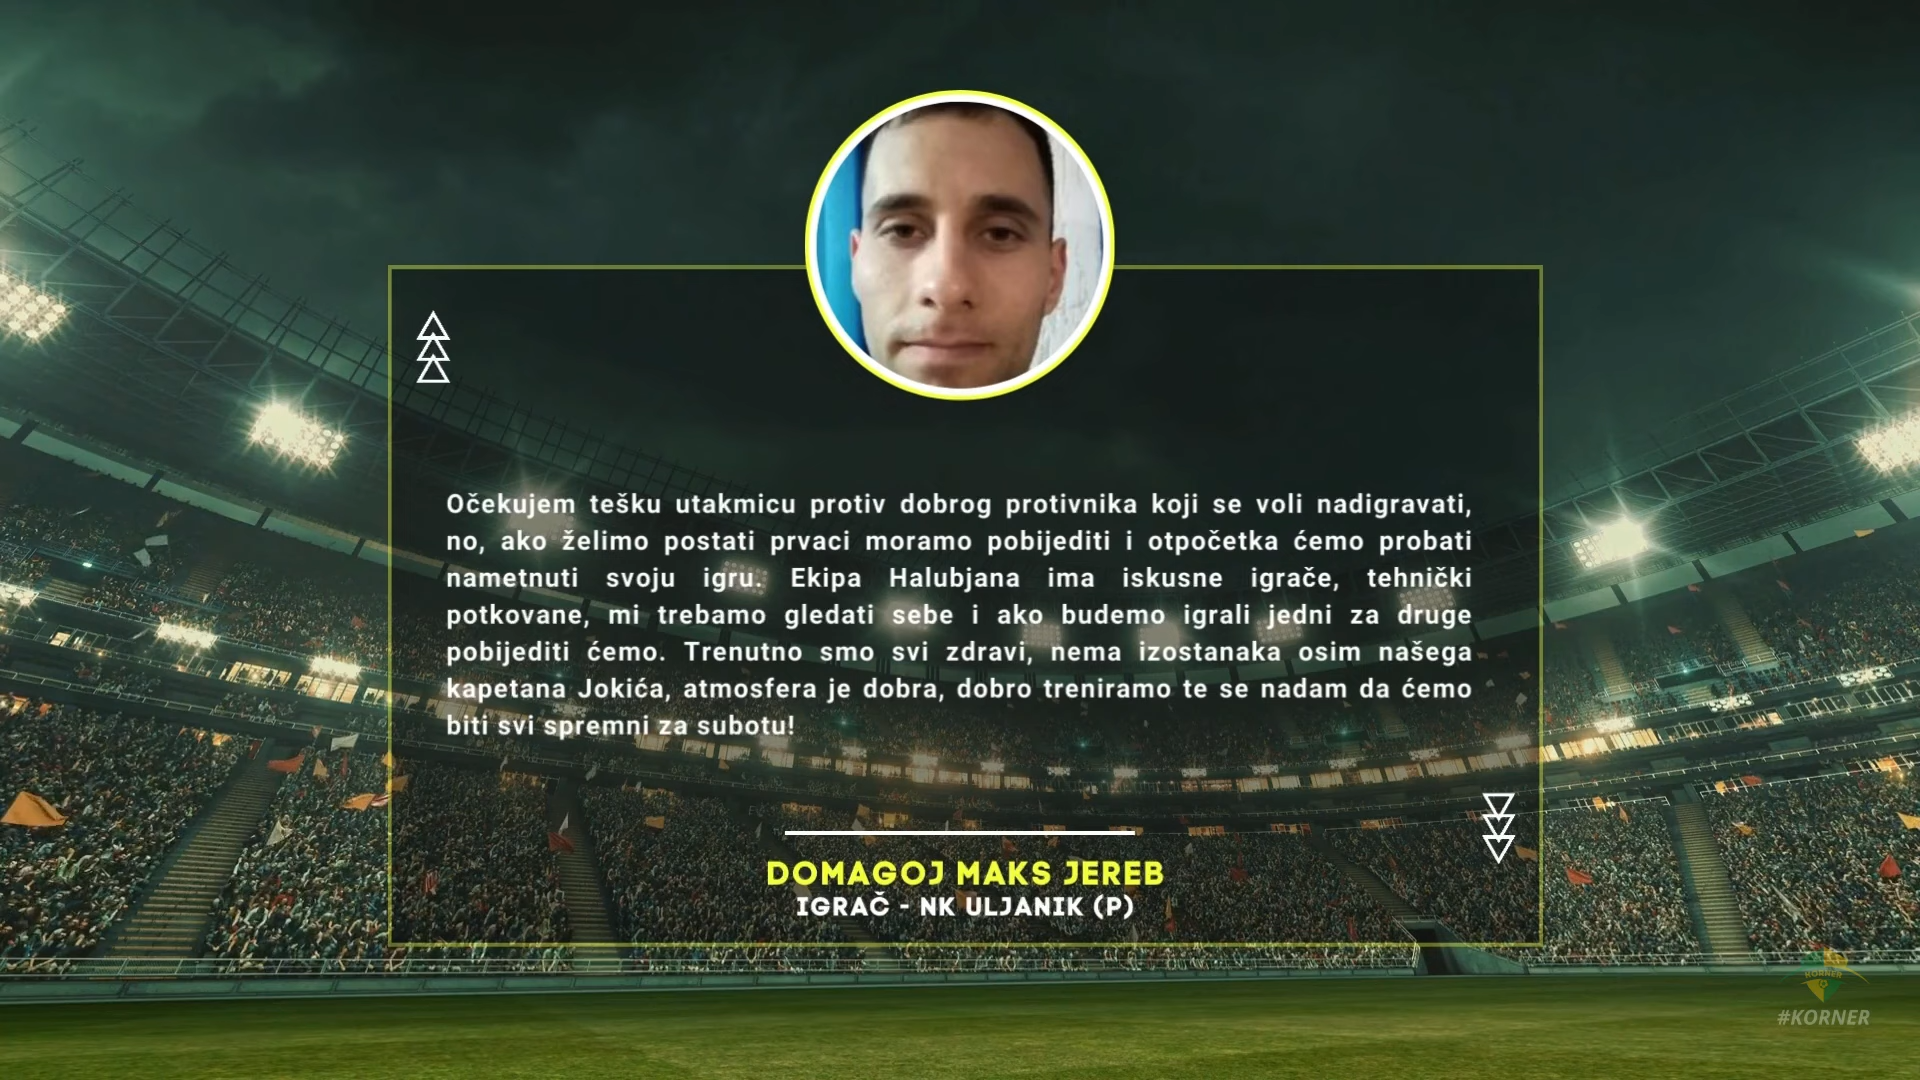 Očekujem tešku utakmicu protiv dobrog protivnika koji se voli nadigravati,
no, ako želimo postati prvaci moramo pobijediti i otpočetka ćemo probati
nametnuti svoju igru. Ekipa Halubjana ima iskusne igrače, tehnički
potkovane, mi trebamo gledati sebe i ako budemo igrali jedni za druge
pobijediti ćemo. Trenutno smo svi zdravi, nema izostanaka osim našega
kapetana Jokića, atmosfera je dobra, dobro treniramo te se nadam da ćemo
biti svi spremni za subotu!
DOMAGOJ MAKS JEREB
IGRAČ - NK ULJANIK (P)
KORNER
#KORNER